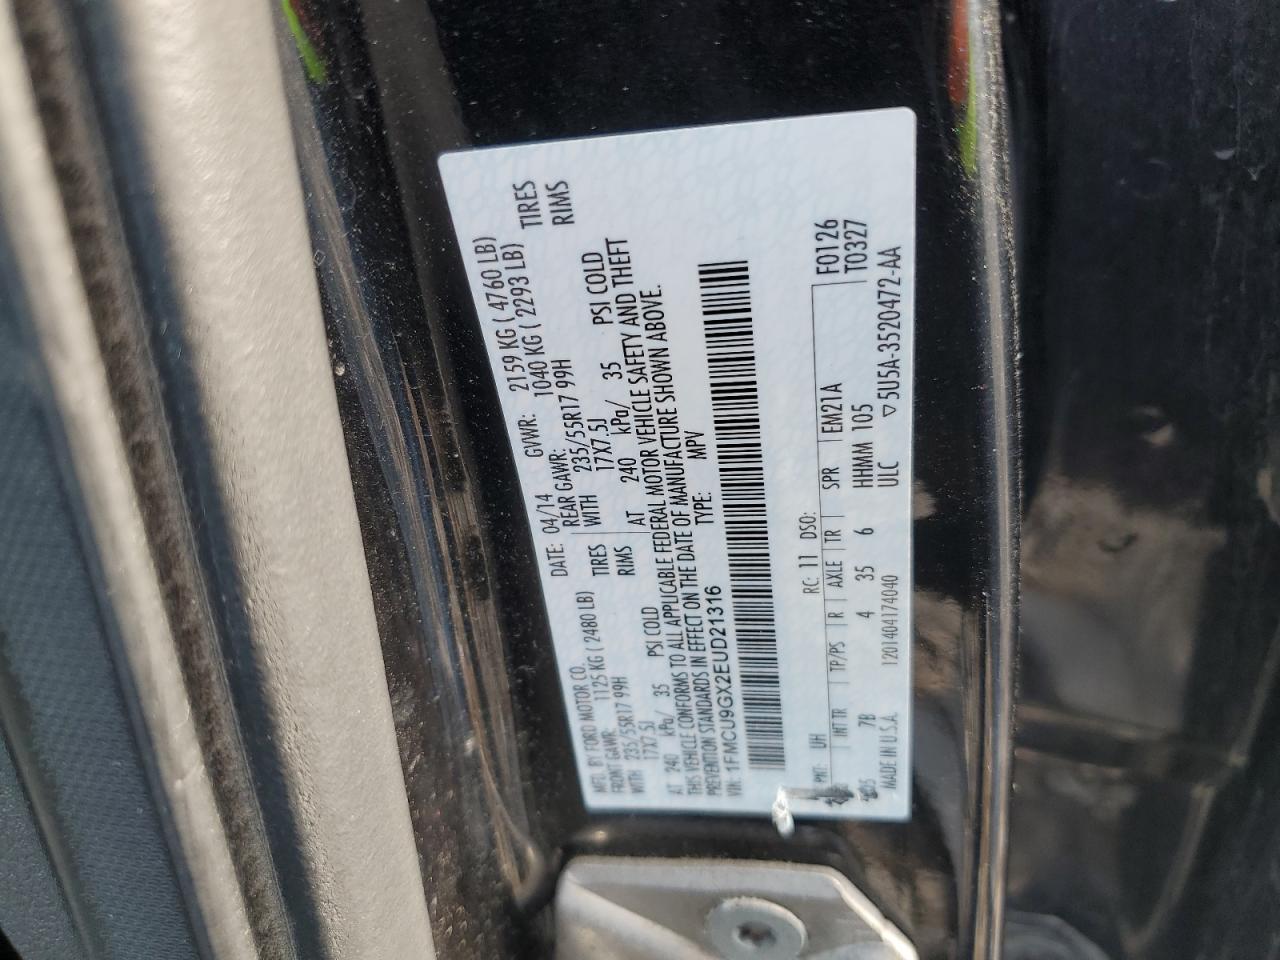 MFD. BY FORD MOTOR CO.
DATE: 04/14 GVWR: 2159 KG ( 4760 LB)
FRONT GAWR: 1125 KG ( 2480 LB) REAR GAWR: 1040 KG ( 2293 LB)
WITH 235/55R17 99H TIRES WITH 235/55R17 99H TIRES
17X7.5J RIMS 17X7.5J RIMS
AT 240 kPa/ 35 PSI COLD AT 240 kPa/ 35 PSI COLD
THIS VEHICLE CONFORMS TO ALL APPLICABLE FEDERAL MOTOR VEHICLE SAFETY AND THEFT
PREVENTION STANDARDS IN EFFECT ON THE DATE OF MANUFACTURE SHOWN ABOVE.
VIN: 1FMCU9GX2EUD21316 TYPE: MPV
F0126
T0327
PNT: UH RC: 11 DSO:
INT TR TP/PS R AXLE TR SPR EM21A
7B 4 35 6 HHMM T05
ULC
MADE IN U.S.A. 1201404174040 ▽5U5A-3520472-AA